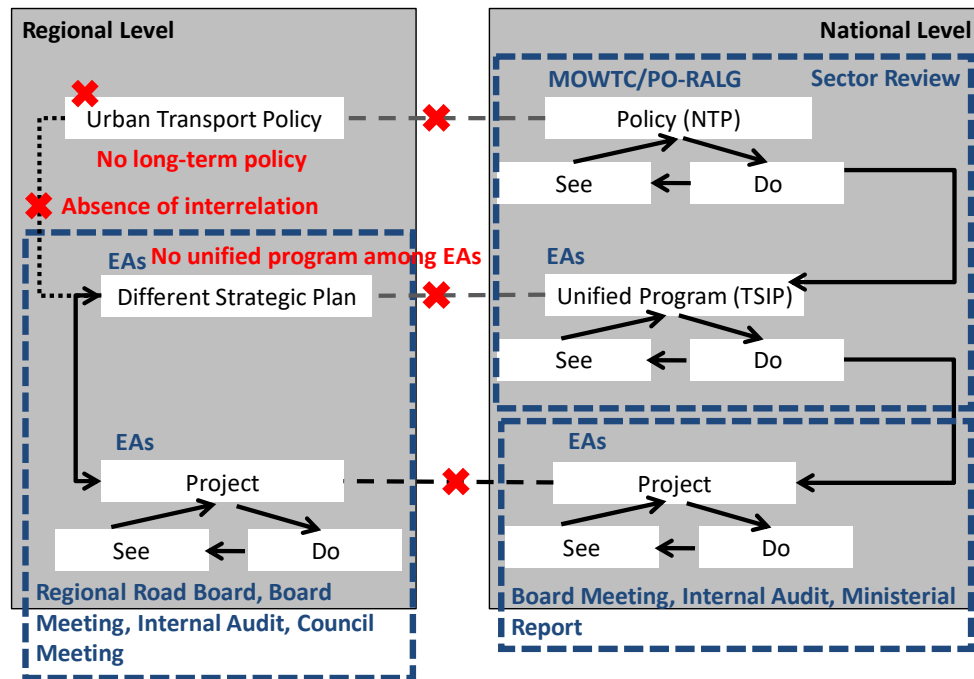 Regional Level
Urban Transport Policy
No long-term policy
Absence of interrelation
No unified program among EAs
EAs
Different Strategic Plan
EAs
Project
See
Do
Regional Road Board, Board
Meeting, Internal Audit, Council
Meeting
National Level
MOWTC/PO-RALG
Sector Review
Policy (NTP)
See
Do
EAs
Unified Program (TSIP)
See
Do
EAs
Project
See
Do
Board Meeting, Internal Audit, Ministerial
Report